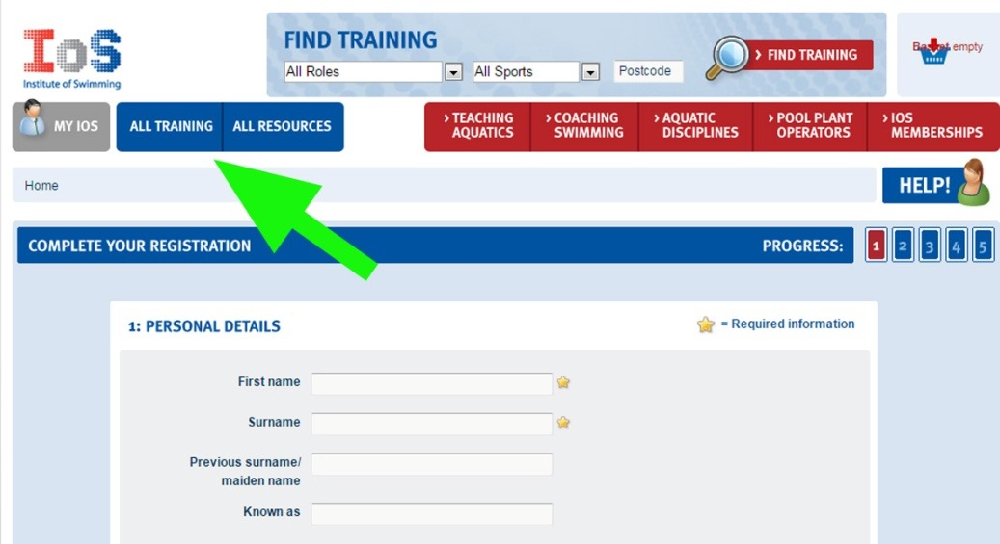 IoS
Institute of Swimming
FIND TRAINING
All Roles
All Sports
Postcode
› FIND TRAINING
Basket empty
MY IOS
ALL TRAINING
ALL RESOURCES
› TEACHING
AQUATICS
› COACHING
SWIMMING
› AQUATIC
DISCIPLINES
› POOL PLANT
OPERATORS
› IOS
MEMBERSHIPS
Home
HELP!
COMPLETE YOUR REGISTRATION
PROGRESS: 1 2 3 4 5
1: PERSONAL DETAILS
= Required information
First name
Surname
Previous surname/
maiden name
Known as